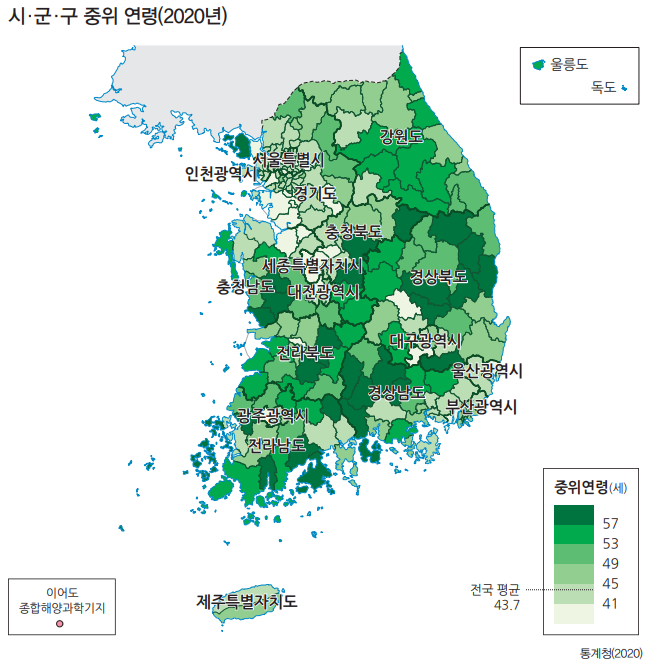 시·군·구 중위 연령(2020년)
울릉도
독도
강원도
서울특별시
인천광역시
경기도
충청북도
세종특별자치시
경상북도
충청남도
대전광역시
대구광역시
전라북도
울산광역시
경상남도
부산광역시
광주광역시
전라남도
중위연령(세)
57
53
49
45
41
전국 평균
43.7
이어도
종합해양과학기지
제주특별자치도
통계청(2020)